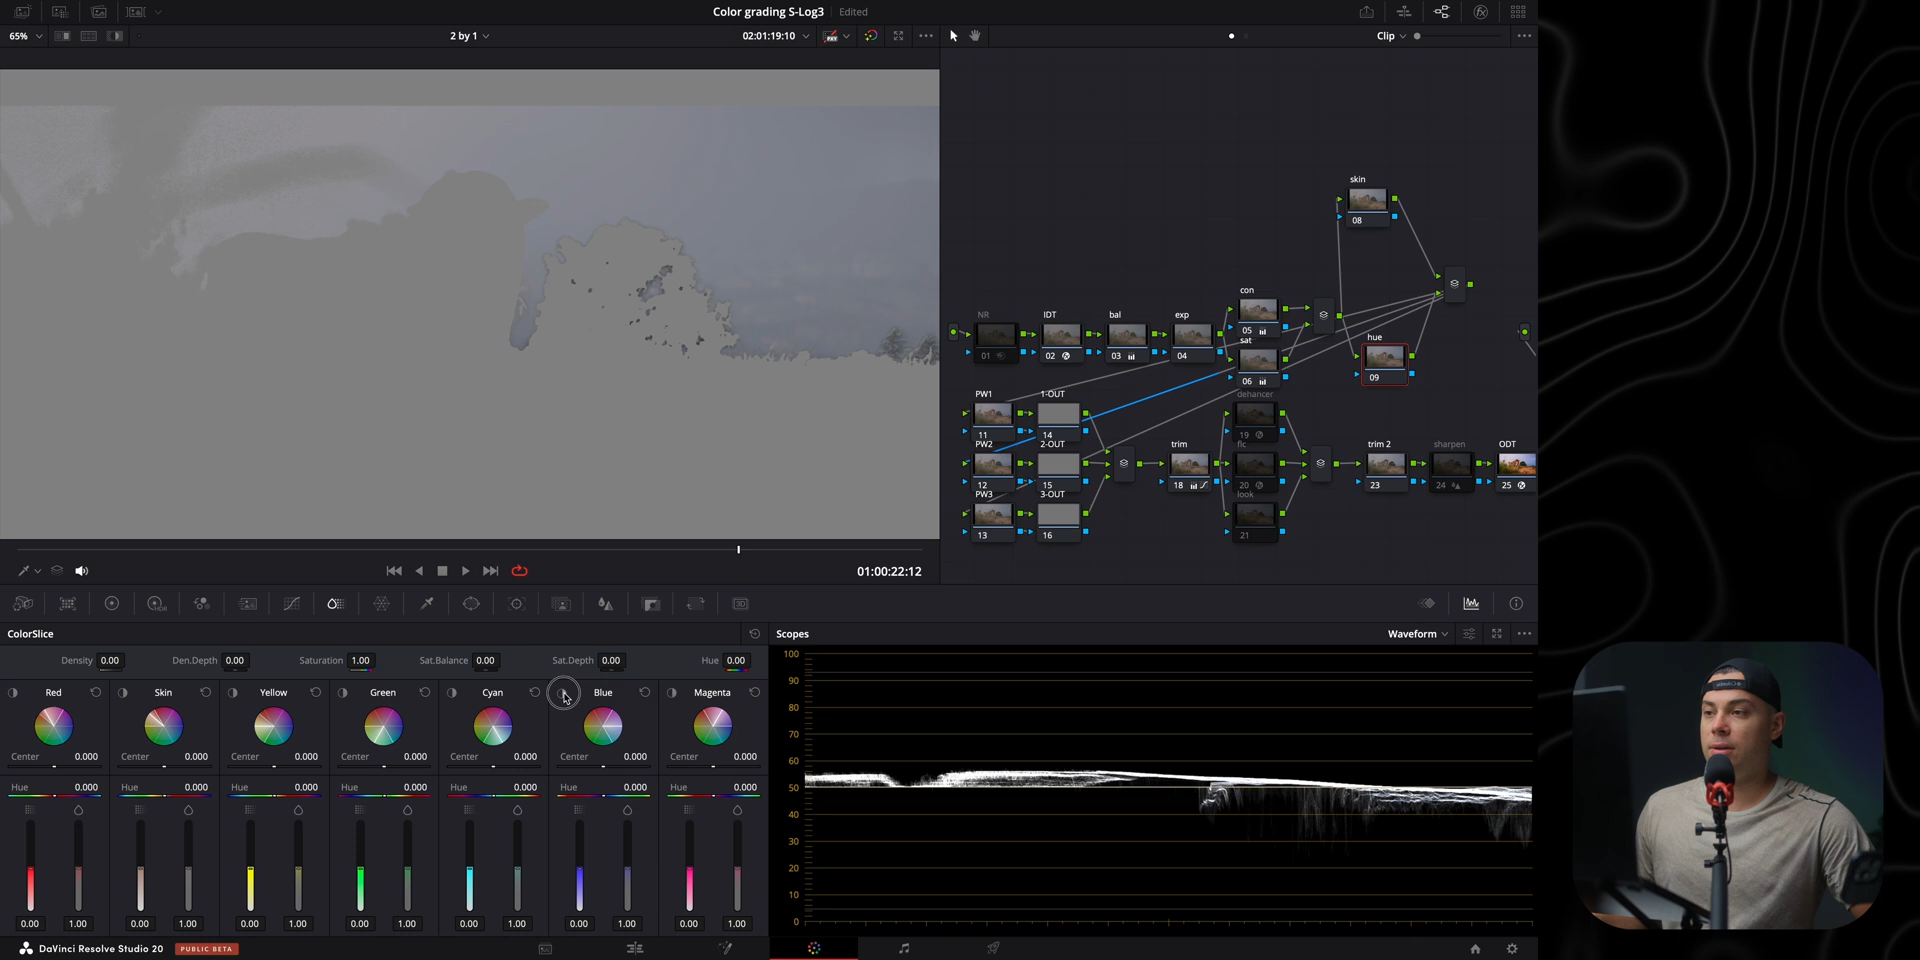 Color grading S-Log3 Edited
65% 2 by 1 02:01:19:10 Clip
skin
08
con
05
NR IDT bal exp
01 02 03 04
sat
06
hue
09
PW1 1-OUT dehancer
11 14 19
PW2 2-OUT trim flc trim 2 sharpen ODT
12 15 18 20 23 24 25
PW3 3-OUT look
13 16 21
01:00:22:12
HDR
3D
ColorSlice
Scopes Waveform
Density 0.00 Den.Depth 0.00 Saturation 1.00 Sat.Balance 0.00 Sat.Depth 0.00 Hue 0.00
Red Skin Yellow Green Cyan Blue Magenta
Center 0.000 Center 0.000 Center 0.000 Center 0.000 Center 0.000 Center 0.000 Center 0.000
Hue 0.000 Hue 0.000 Hue 0.000 Hue 0.000 Hue 0.000 Hue 0.000 Hue 0.000
0.00 1.00 0.00 1.00 0.00 1.00 0.00 1.00 0.00 1.00 0.00 1.00 0.00 1.00
100
90
80
70
60
50
40
30
20
10
0
DaVinci Resolve Studio 20 PUBLIC BETA